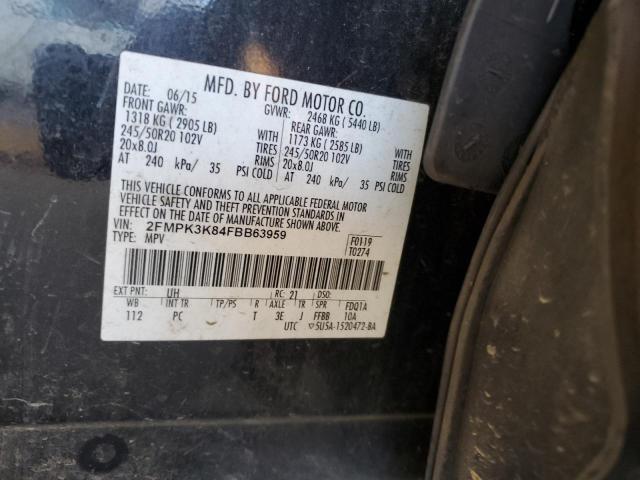 MFD. BY FORD MOTOR CO.
DATE: 06/15 GVWR: 2468 KG ( 5440 LB)
FRONT GAWR: REAR GAWR:
1318 KG ( 2905 LB) WITH 1173 KG ( 2585 LB) WITH
245/50R20 102V TIRES 245/50R20 102V TIRES
20x8.0J RIMS 20x8.0J RIMS
AT 240 kPa/ 35 PSI COLD AT 240 kPa/ 35 PSI COLD
THIS VEHICLE CONFORMS TO ALL APPLICABLE FEDERAL MOTOR
VEHICLE SAFETY AND THEFT PREVENTION STANDARDS IN
EFFECT ON THE DATE OF MANUFACTURE SHOWN ABOVE.
VIN: 2FMPK3K84FBB63959 F0119
TYPE: MPV T0274
EXT PNT: UH RC: 21 DSO:
WB INT TR TP/PS R AXLE TR SPR FDQ1A
112 PC T 3E J FFBB 10A
UTC 5U5A-1520472-BA